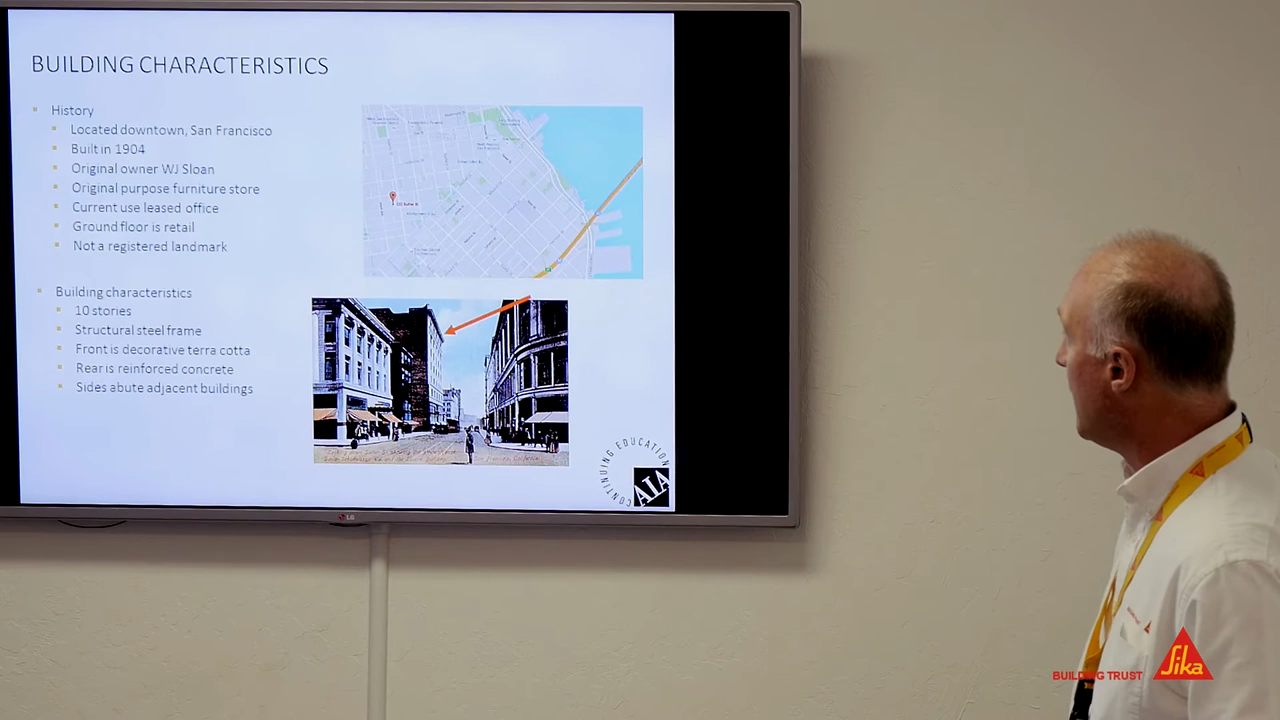 BUILDING CHARACTERISTICS
History
Located downtown, San Francisco
Built in 1904
Original owner WJ Sloan
Original purpose furniture store
Current use leased office
Ground floor is retail
Not a registered landmark
Building characteristics
10 stories
Structural steel frame
Front is decorative terra cotta
Rear is reinforced concrete
Sides abute adjacent buildings
CONTINUING EDUCATION
AIA
LG
BUILDING TRUST
Sika